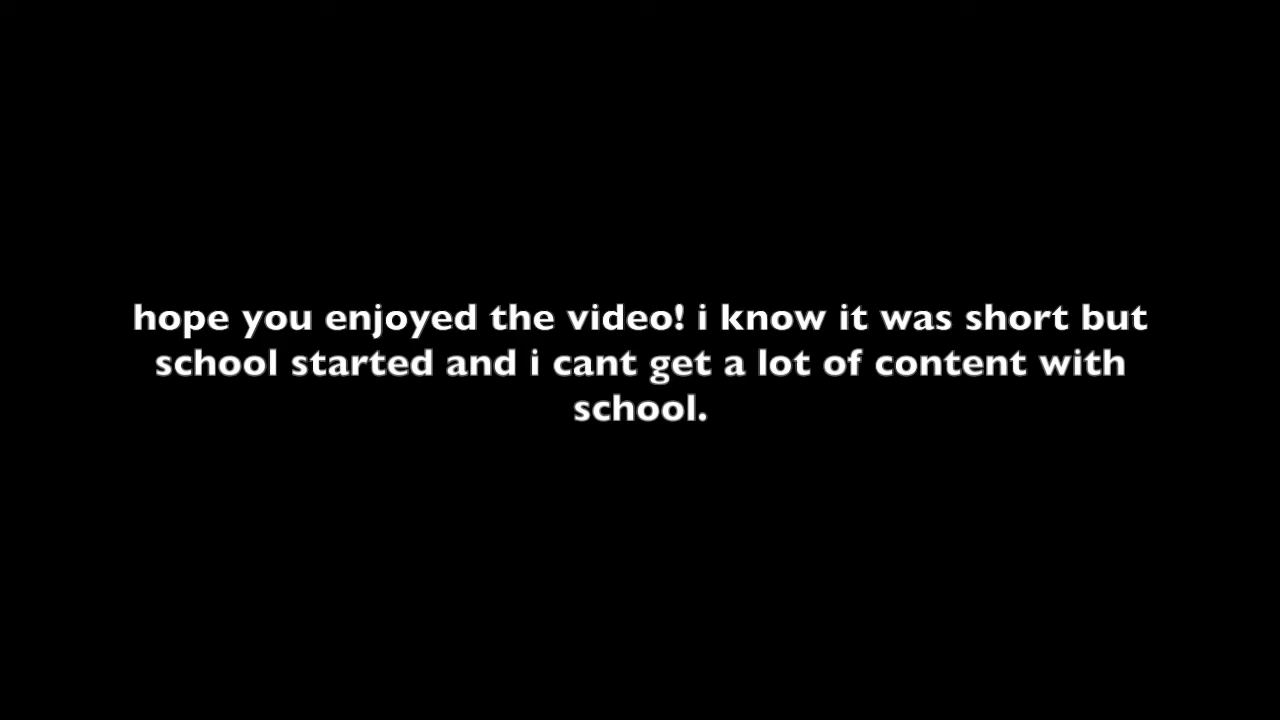 hope you enjoyed the video! i know it was short but
school started and i cant get a lot of content with
school.